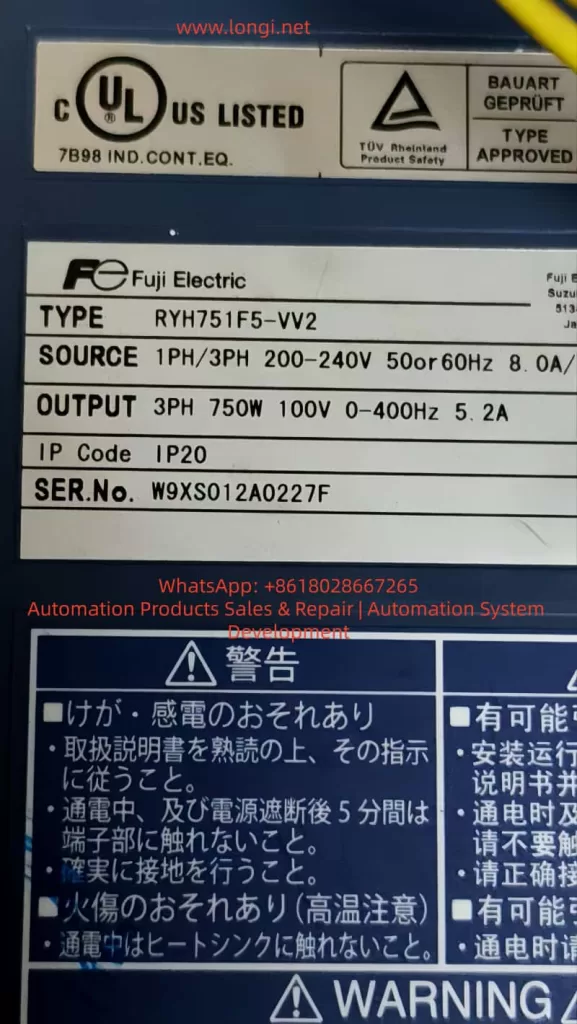 www.longi.net
C UL US LISTED
®
7B98 IND.CONT.EQ.
TÜV Rheinland
Product Safety
BAUART
GEPRÜFT
TYPE
APPROVED
Fe Fuji Electric
Fuji E
Suzu
513
Ja
TYPE RYH751F5-VV2
SOURCE 1PH/3PH 200-240V 50or60Hz 8.0A/
OUTPUT 3PH 750W 100V 0-400Hz 5.2A
IP Code IP20
SER.No. W9XS012A0227F
WhatsApp: +8618028667265
Automation Products Sales & Repair | Automation System
Development
警告
■けが・感電のおそれあり
・取扱説明書を熟読の上、その指示
に従うこと。
・通電中、及び電源遮断後5分間は
端子部に触れないこと。
・確実に接地を行うこと。
■火傷のおそれあり(高温注意)
・通電中はヒートシンクに触れないこと。
■有可能
・安装运行
说明书并
・通电时及
请不要触
・请正确接
■有可能
・通电时请
WARNING